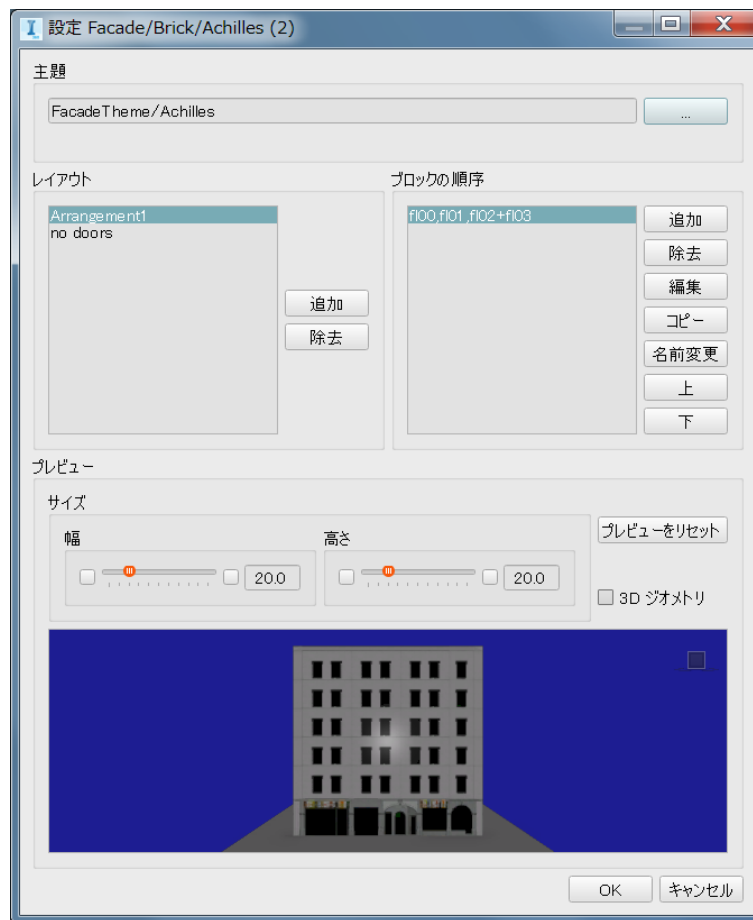 設定 Facade/Brick/Achilles (2)
主題
FacadeTheme/Achilles
...
レイアウト
Arrangement1
no doors
追加
除去
ブロックの順序
fl00,fl01,fl02+fl03
追加
除去
編集
コピー
名前変更
上
下
プレビュー
サイズ
幅
20.0
高さ
20.0
プレビューをリセット
3D ジオメトリ
OK
キャンセル